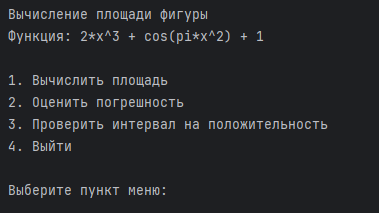 Вычисление площади фигуры
Функция: 2*x^3 + cos(pi*x^2) + 1
1. Вычислить площадь
2. Оценить погрешность
3. Проверить интервал на положительность
4. Выйти
Выберите пункт меню: